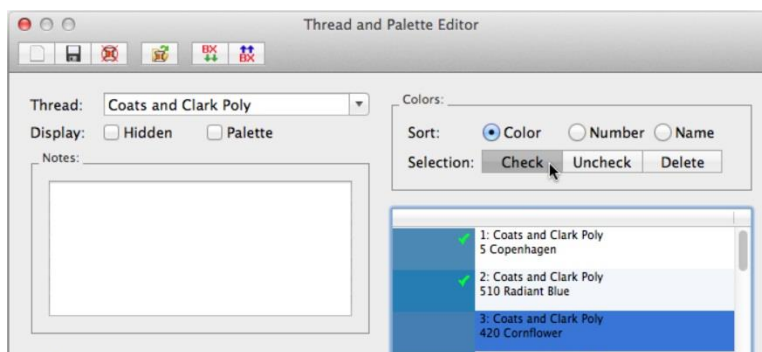 Thread and Palette Editor
BX
BX
Thread: Coats and Clark Poly
Display: Hidden Palette
Notes:
Colors:
Sort: Color Number Name
Selection: Check Uncheck Delete
1: Coats and Clark Poly
5 Copenhagen
2: Coats and Clark Poly
510 Radiant Blue
3: Coats and Clark Poly
420 Cornflower